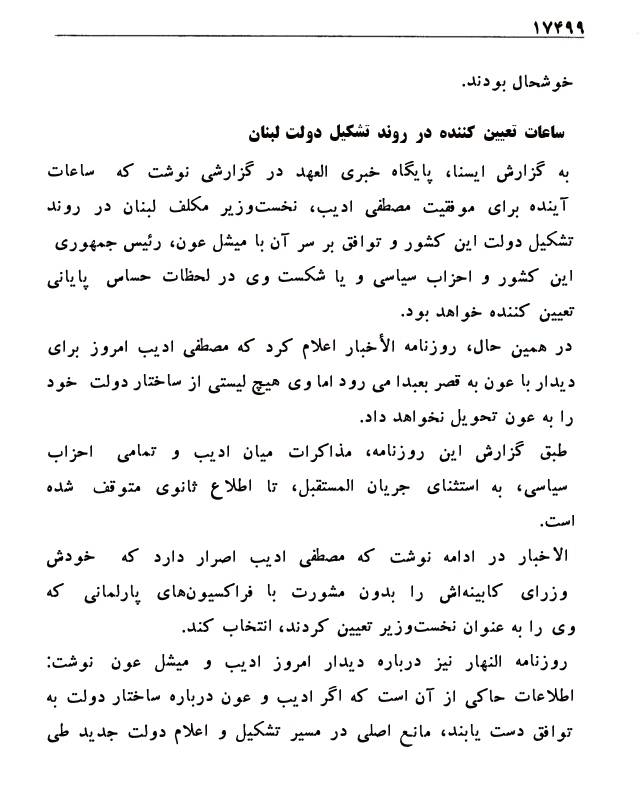 ۱۷۴۹۹
خوشحال بودند.
ساعات تعیین کننده در روند تشکیل دولت لبنان
به گزارش ایسنا، پایگاه خبری العهد در گزارشی نوشت که ساعات
آینده برای موفقیت مصطفی ادیب، نخست‌وزیر مکلف لبنان در روند
تشکیل دولت این کشور و توافق بر سر آن با میشل عون، رئیس جمهوری
این کشور و احزاب سیاسی و یا شکست وی در لحظات حساس پایانی
تعیین کننده خواهد بود.
در همین حال، روزنامه الأخبار اعلام کرد که مصطفی ادیب امروز برای
دیدار با عون به قصر بعبدا می رود اما وی هیچ لیستی از ساختار دولت خود
را به عون تحویل نخواهد داد.
طبق گزارش این روزنامه، مذاکرات میان ادیب و تمامی احزاب
سیاسی، به استثنای جریان المستقبل، تا اطلاع ثانوی متوقف شده
است.
الاخبار در ادامه نوشت که مصطفی ادیب اصرار دارد که خودش
وزرای کابینه‌اش را بدون مشورت با فراکسیون‌های پارلمانی که
وی را به عنوان نخست‌وزیر تعیین کردند، انتخاب کند.
روزنامه النهار نیز درباره دیدار امروز ادیب و میشل عون نوشت:
اطلاعات حاکی از آن است که اگر ادیب و عون درباره ساختار دولت به
توافق دست یابند، مانع اصلی در مسیر تشکیل و اعلام دولت جدید طی